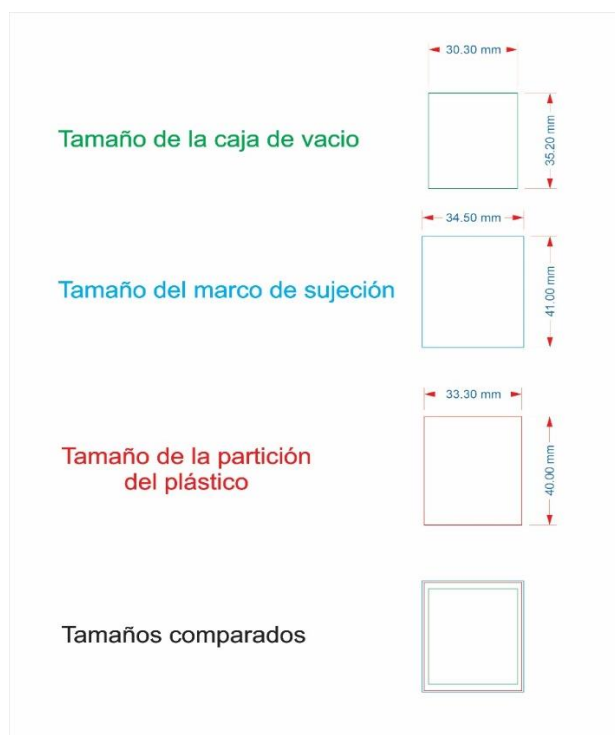 30.30 mm
Tamaño de la caja de vacio
35.20 mm
34.50 mm
Tamaño del marco de sujeción
41.00 mm
33.30 mm
Tamaño de la partición
del plástico
40.00 mm
Tamaños comparados